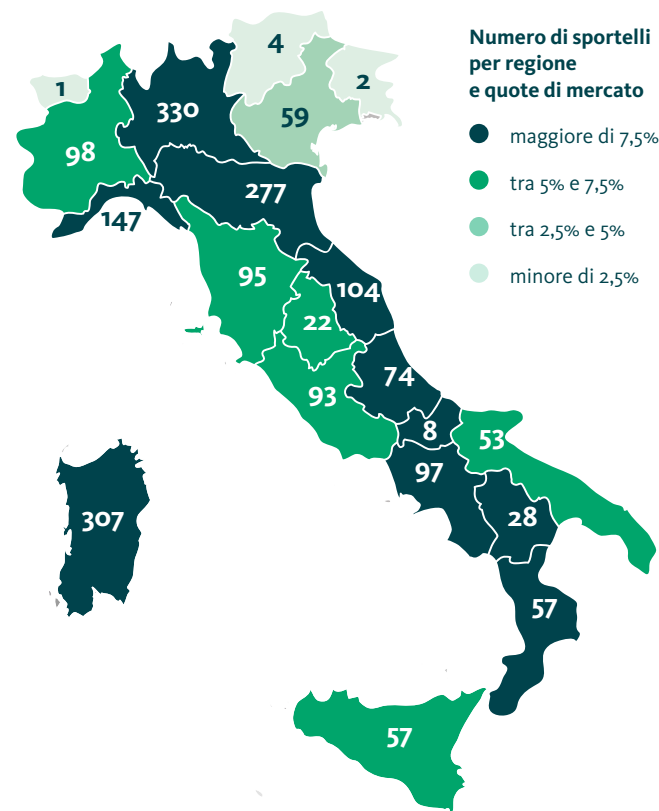 Numero di sportelli
per regione
e quote di mercato
maggiore di 7,5%
tra 5% e 7,5%
tra 2,5% e 5%
minore di 2,5%
4
2
1
330
59
98
277
147
95
104
22
74
93
8
53
97
307
28
57
57